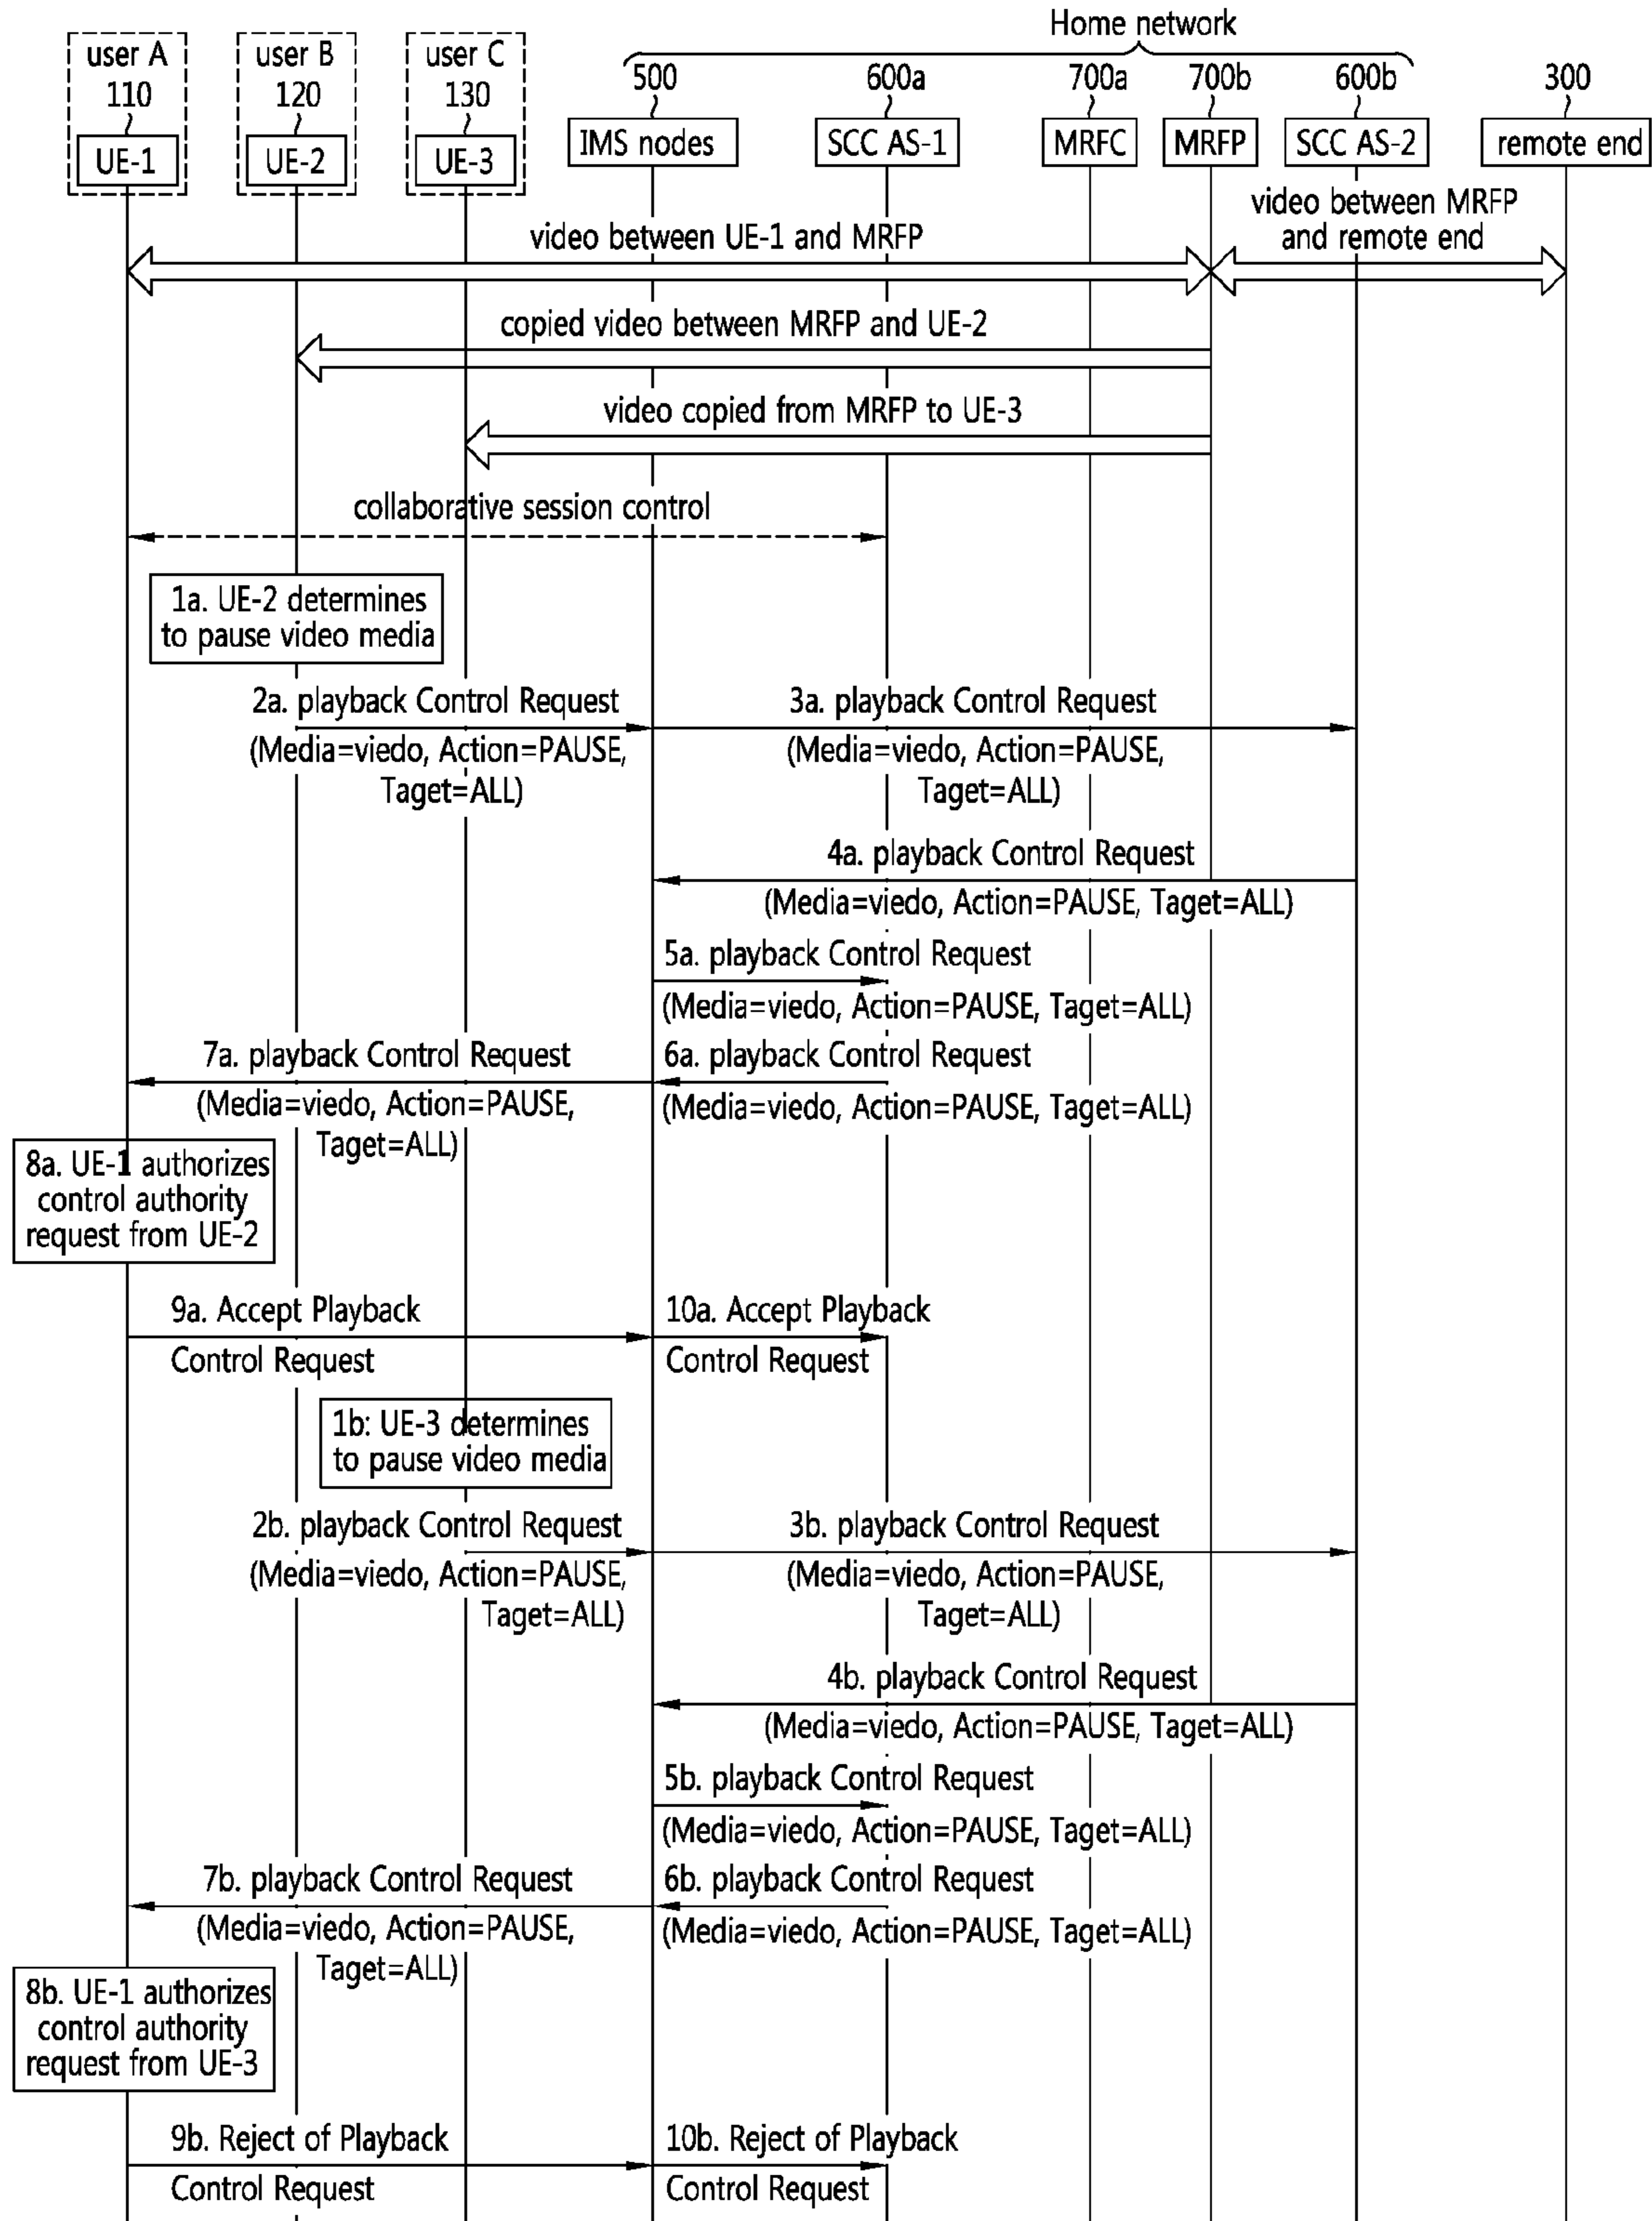 Home network
user A
user B
user C
110
120
130
500
600a
700a
700b
600b
300
UE-1
UE-2
UE-3
IMS nodes
SCC AS-1
MRFC
MRFP
SCC AS-2
remote end
video between UE-1 and MRFP
video between MRFP
and remote end
copied video between MRFP and UE-2
video copied from MRFP to UE-3
collaborative session control
1a. UE-2 determines
to pause video media
2a. playback Control Request
(Media=viedo, Action=PAUSE,
Taget=ALL)
3a. playback Control Request
(Media=viedo, Action=PAUSE,
Taget=ALL)
4a. playback Control Request
(Media=viedo, Action=PAUSE, Taget=ALL)
5a. playback Control Request
(Media=viedo, Action=PAUSE, Taget=ALL)
7a. playback Control Request
(Media=viedo, Action=PAUSE,
Taget=ALL)
6a. playback Control Request
(Media=viedo, Action=PAUSE, Taget=ALL)
8a. UE-1 authorizes
control authority
request from UE-2
9a. Accept Playback
Control Request
10a. Accept Playback
Control Request
1b: UE-3 determines
to pause video media
2b. playback Control Request
(Media=viedo, Action=PAUSE,
Taget=ALL)
3b. playback Control Request
(Media=viedo, Action=PAUSE,
Taget=ALL)
4b. playback Control Request
(Media=viedo, Action=PAUSE, Taget=ALL)
5b. playback Control Request
(Media=viedo, Action=PAUSE, Taget=ALL)
7b. playback Control Request
(Media=viedo, Action=PAUSE,
Taget=ALL)
6b. playback Control Request
(Media=viedo, Action=PAUSE, Taget=ALL)
8b. UE-1 authorizes
control authority
request from UE-3
9b. Reject of Playback
Control Request
10b. Reject of Playback
Control Request